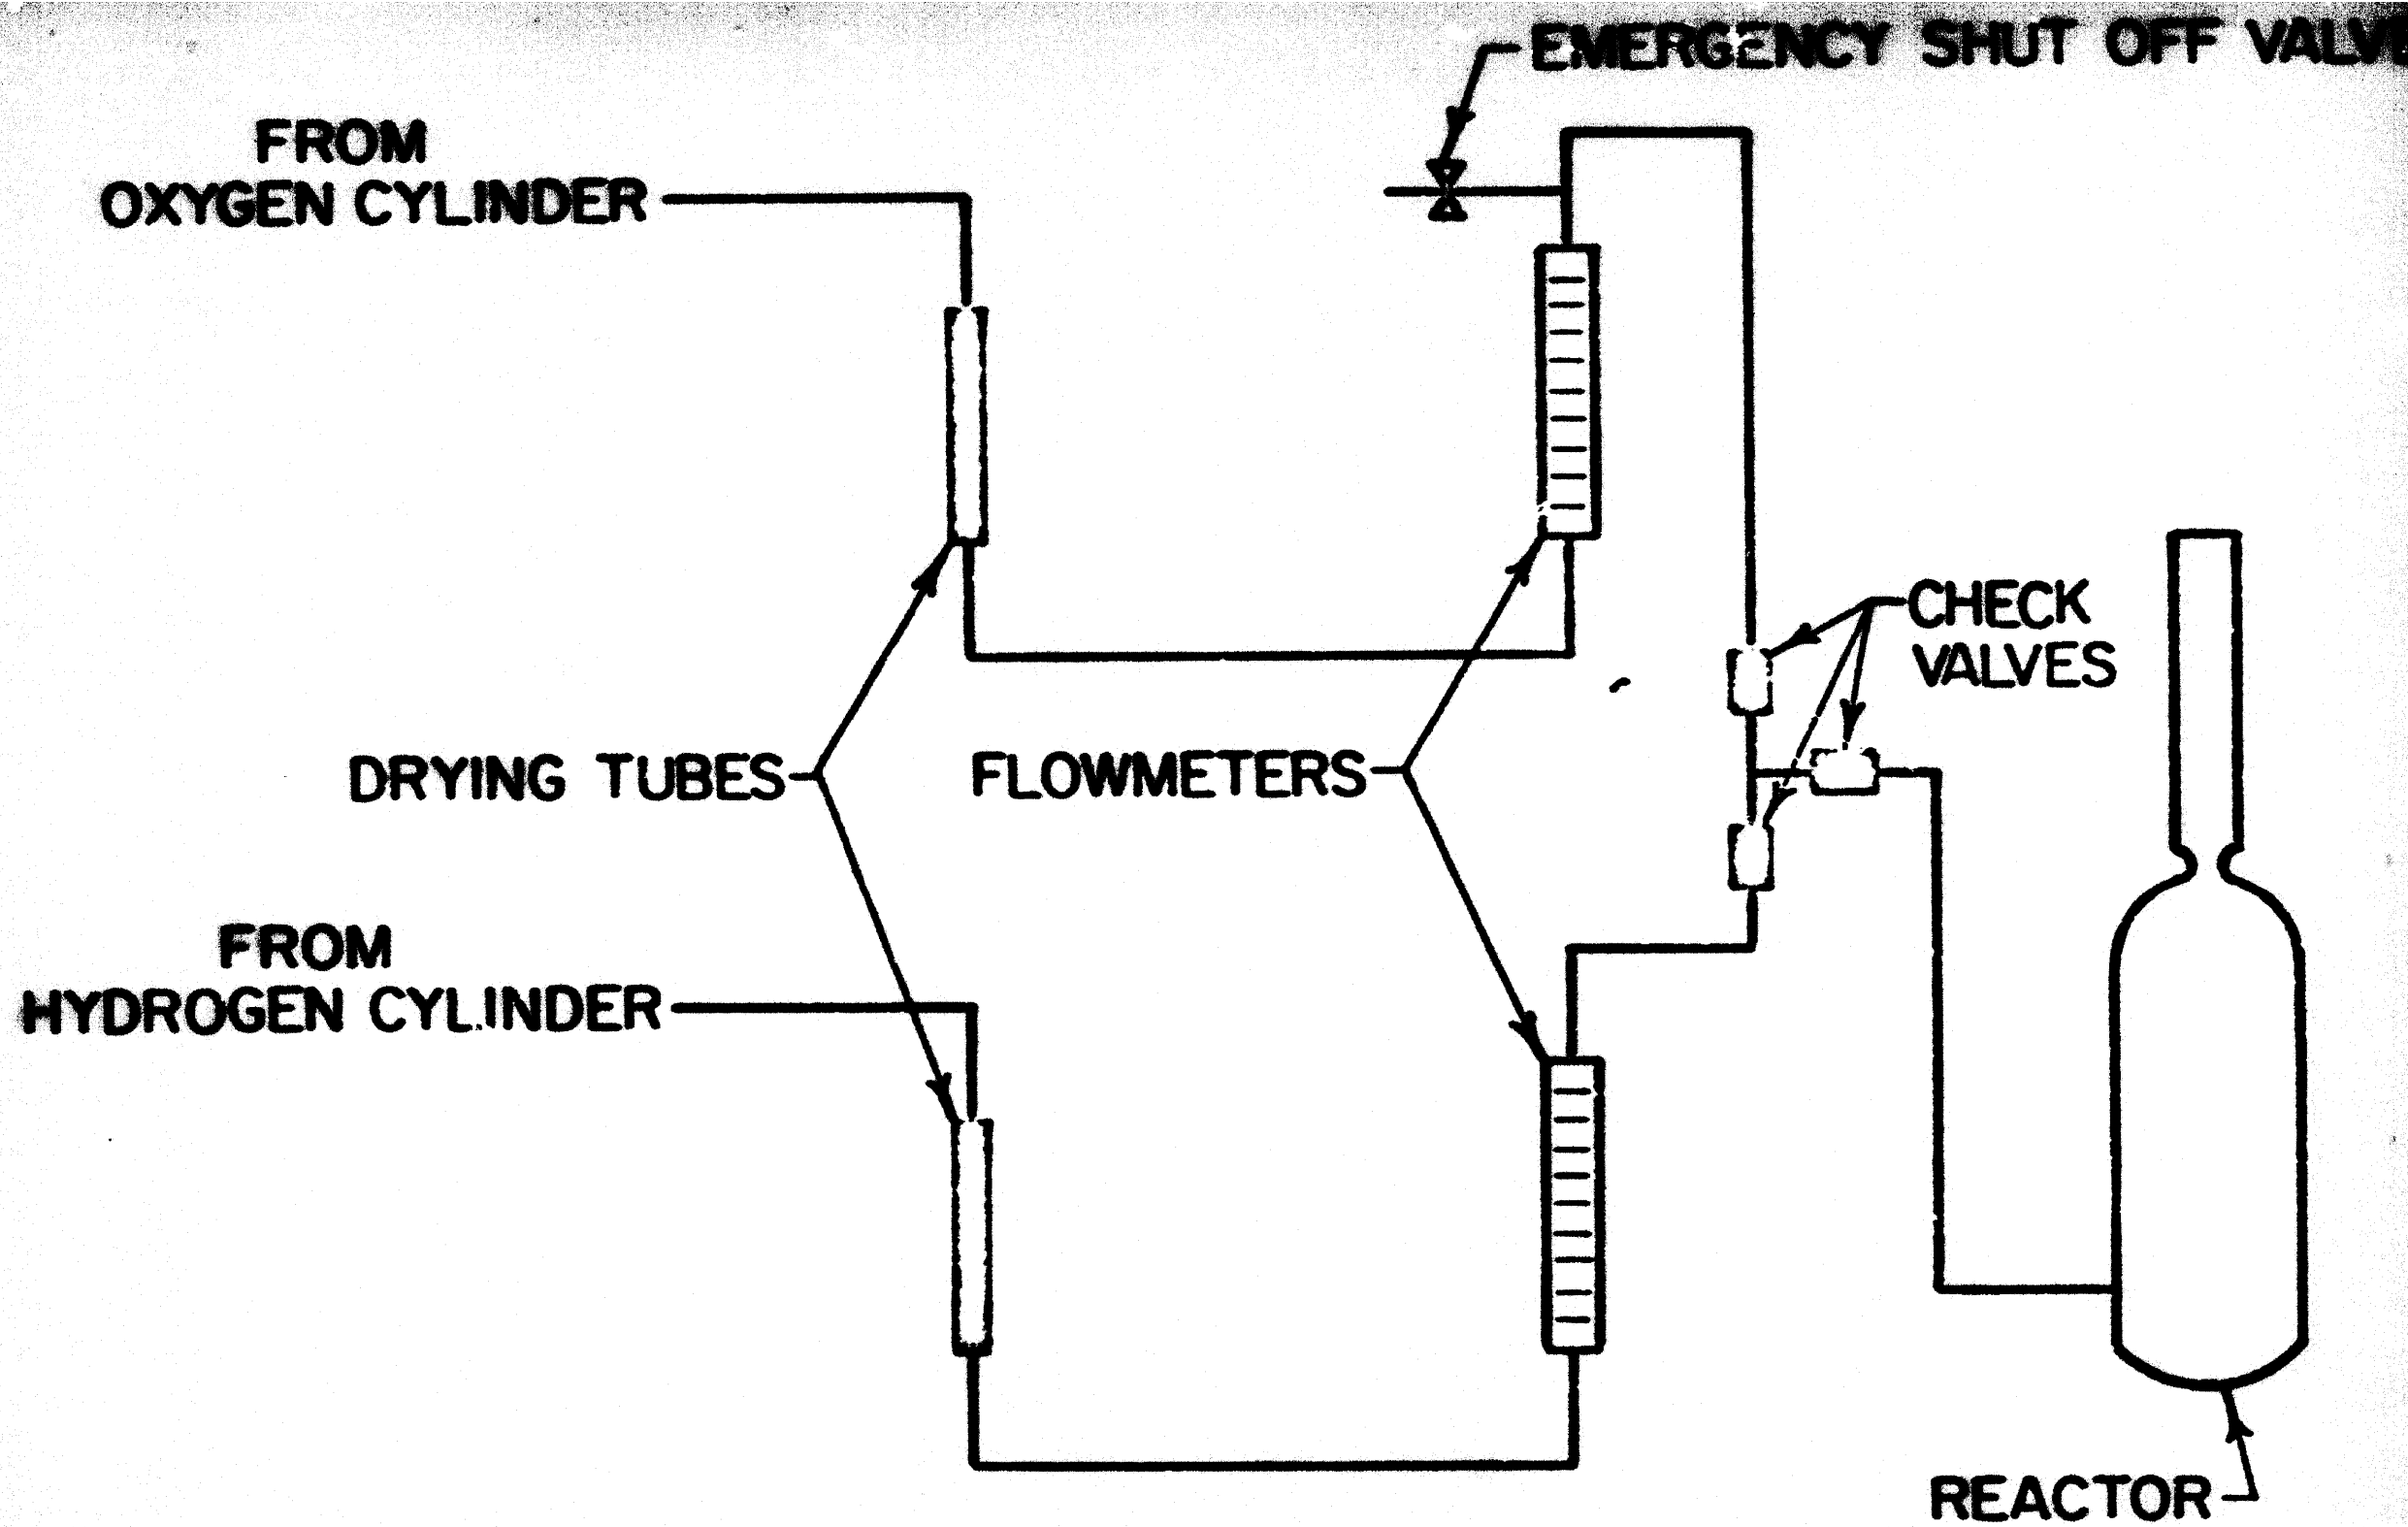 EMERGENCY SHUT OFF VALVE
FROM
OXYGEN CYLINDER
CHECK
VALVES
DRYING TUBES
FLOWMETERS
FROM
HYDROGEN CYLINDER
REACTOR